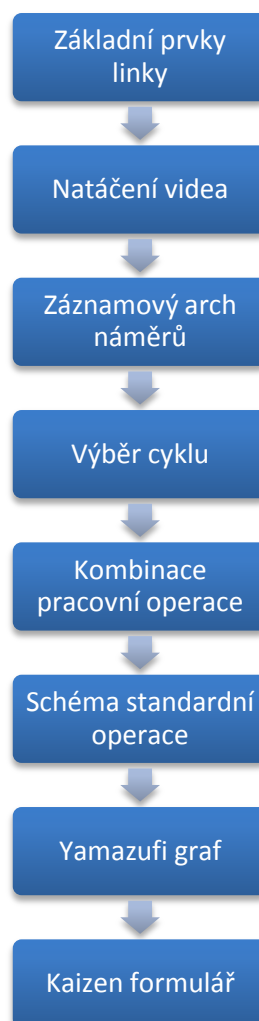 Základní prvky
linky
Natáčení videa
Záznamový arch
náměrů
Výběr cyklu
Kombinace
pracovní operace
Schéma standardní
operace
Yamazufi graf
Kaizen formulář